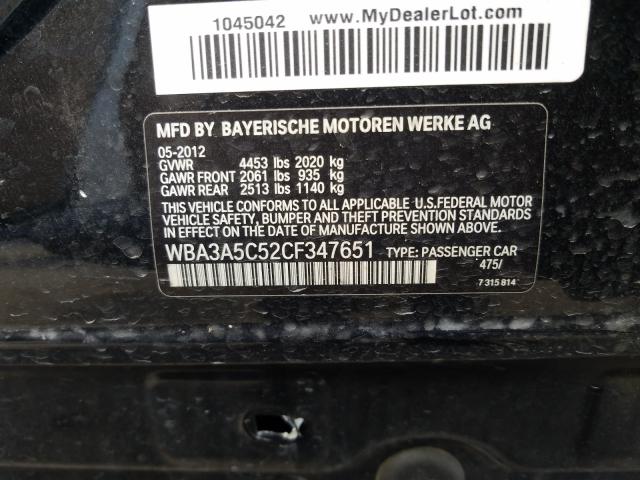 1045042 www.MyDealerLot.com
MFD BY BAYERISCHE MOTOREN WERKE AG
05-2012
GVWR 4453 lbs 2020 kg
GAWR FRONT 2061 lbs 935 kg
GAWR REAR 2513 lbs 1140 kg
THIS VEHICLE CONFORMS TO ALL APPLICABLE U.S.FEDERAL MOTOR
VEHICLE SAFETY, BUMPER AND THEFT PREVENTION STANDARDS
IN EFFECT ON THE DATE OF MANUFACTURE SHOWN ABOVE.
WBA3A5C52CF347651 TYPE: PASSENGER CAR
475/
7 315 814